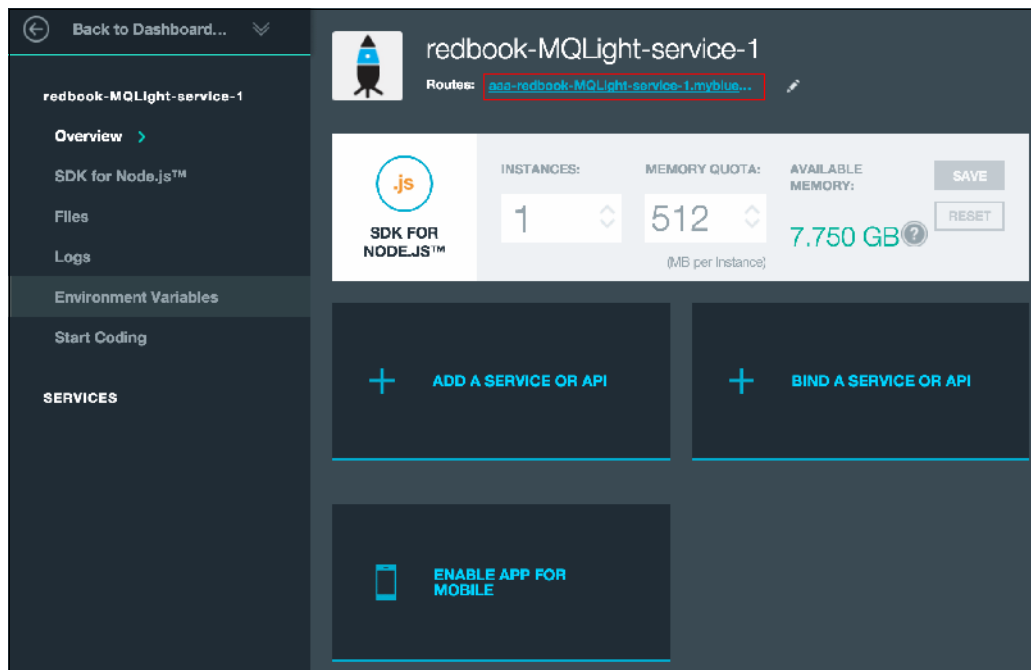 Back to Dashboard...
redbook-MQLight-service-1
Overview >
SDK for Node.js™
Files
Logs
Environment Variables
Start Coding
SERVICES
redbook-MQLight-service-1
Routes: aaa-redbook-MQLight-service-1.myblue...
.js
SDK FOR
NODE.JS™
INSTANCES:
1
MEMORY QUOTA:
512
(MB per Instance)
AVAILABLE
MEMORY:
7.750 GB ?
SAVE
RESET
+ ADD A SERVICE OR API
+ BIND A SERVICE OR API
ENABLE APP FOR
MOBILE